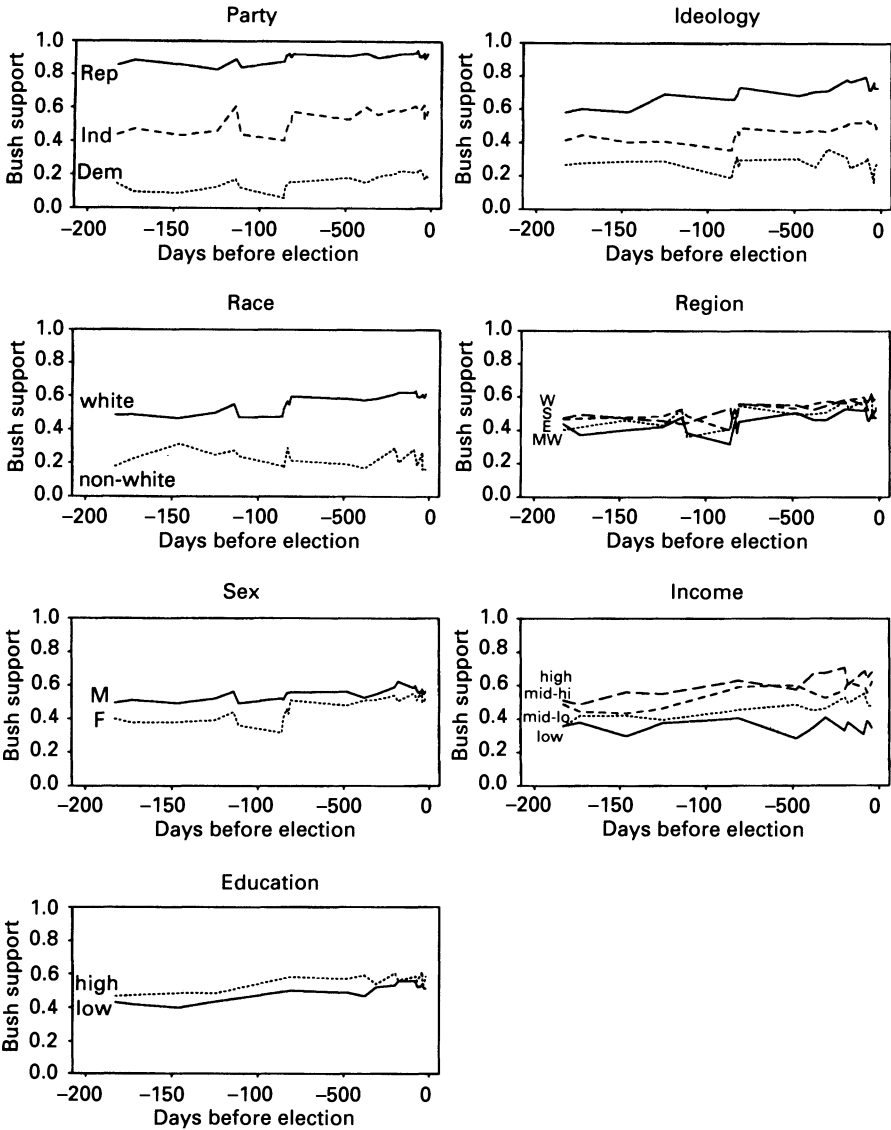 Party
Bush support
1.0
0.8
0.6
0.4
0.2
0.0
Rep
Ind
Dem
−200 −150 −100 −500 0
Days before election
Ideology
Bush support
1.0
0.8
0.6
0.4
0.2
0.0
−200 −150 −100 −500 0
Days before election
Race
Bush support
1.0
0.8
0.6
0.4
0.2
0.0
white
non-white
−200 −150 −100 −500 0
Days before election
Region
Bush support
1.0
0.8
0.6
0.4
0.2
0.0
W
S
E
MW
−200 −150 −100 −500 0
Days before election
Sex
Bush support
1.0
0.8
0.6
0.4
0.2
0.0
M
F
−200 −150 −100 −500 0
Days before election
Income
Bush support
1.0
0.8
0.6
0.4
0.2
0.0
high
mid-hi
mid-lo
low
−200 −150 −100 −500 0
Days before election
Education
Bush support
1.0
0.8
0.6
0.4
0.2
0.0
high
low
−200 −150 −100 −500 0
Days before election